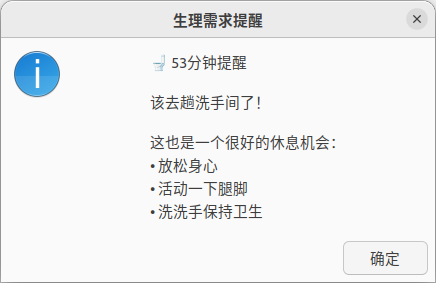 生理需求提醒
🚽 53分钟提醒
该去趟洗手间了！
这也是一个很好的休息机会：
• 放松身心
• 活动一下腿脚
• 洗洗手保持卫生
确定